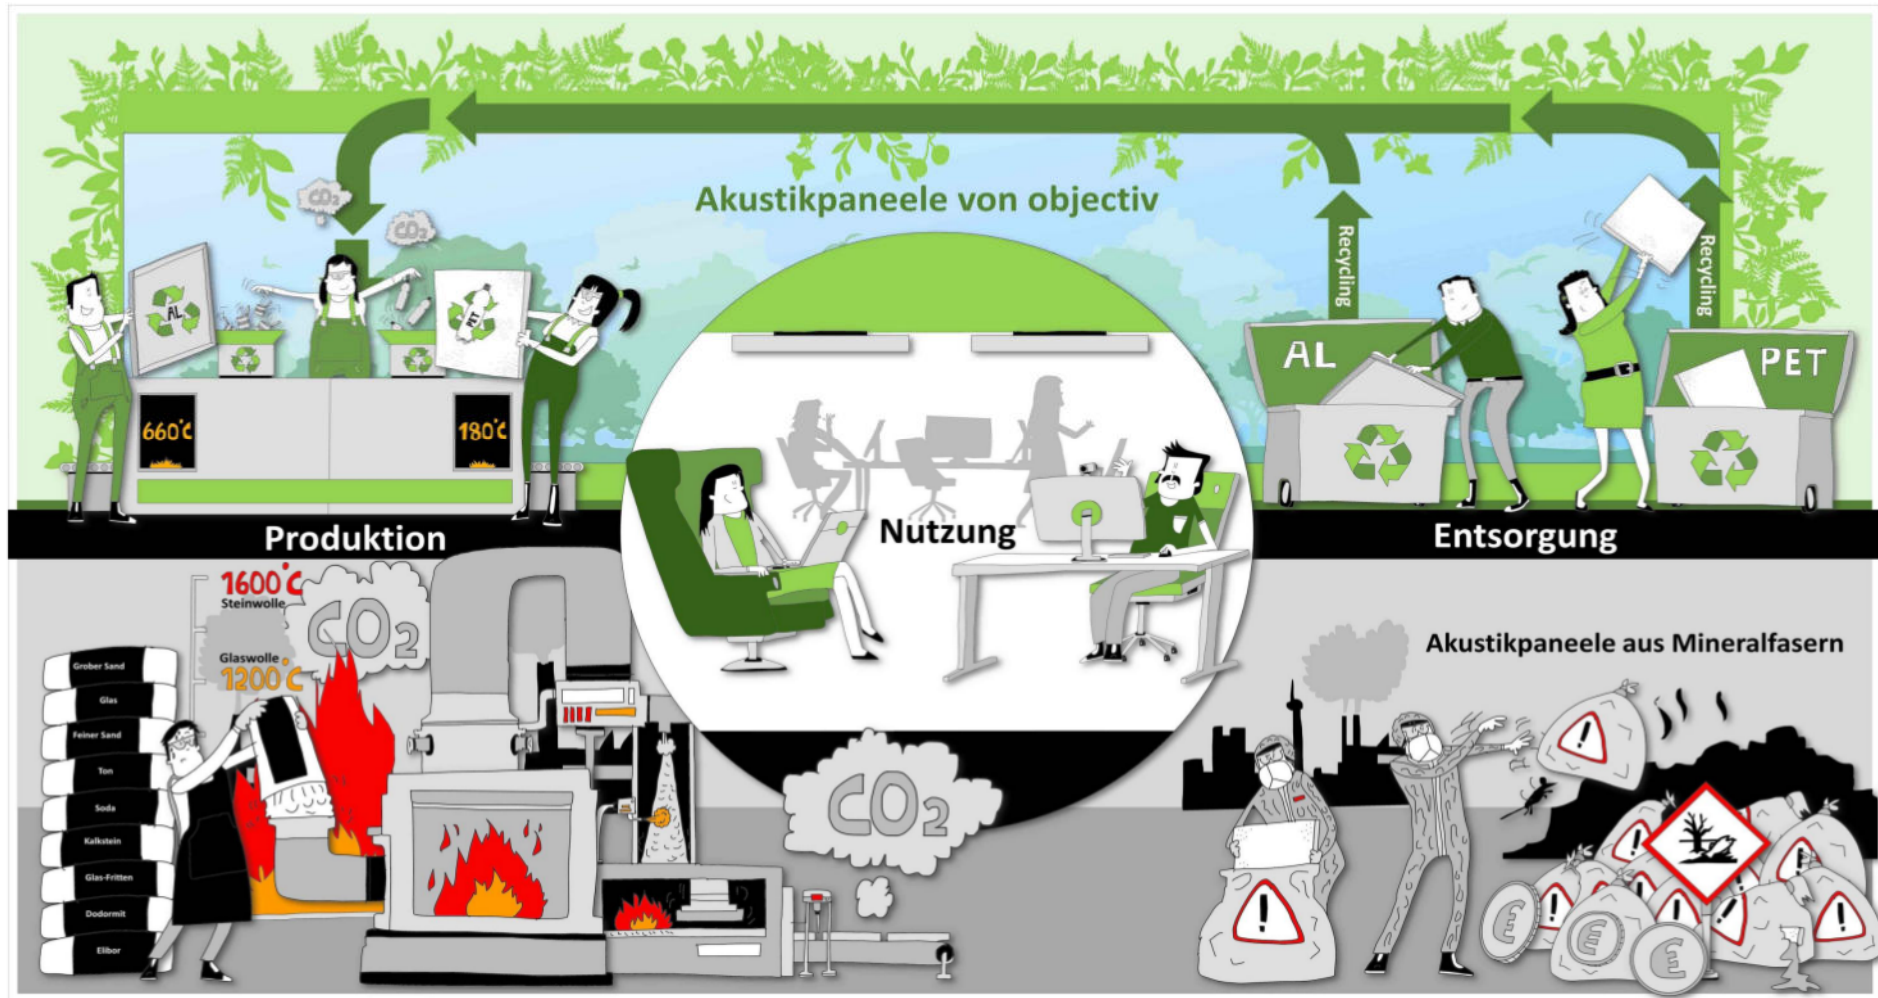 Akustikpaneele von objectiv
CO2
CO2
AL
PET
660°C
180°C
Recycling
Recycling
AL
PET
Produktion
Nutzung
Entsorgung
1600°C
Steinwolle
CO2
Glaswolle
1200°C
Grober Sand
Glas
Feiner Sand
Ton
Soda
Kalkstein
Glas-Fritten
Dodormit
Elibor
CO2
Akustikpaneele aus Mineralfasern
!
!
!
!
!
!
!
!
€
€
€